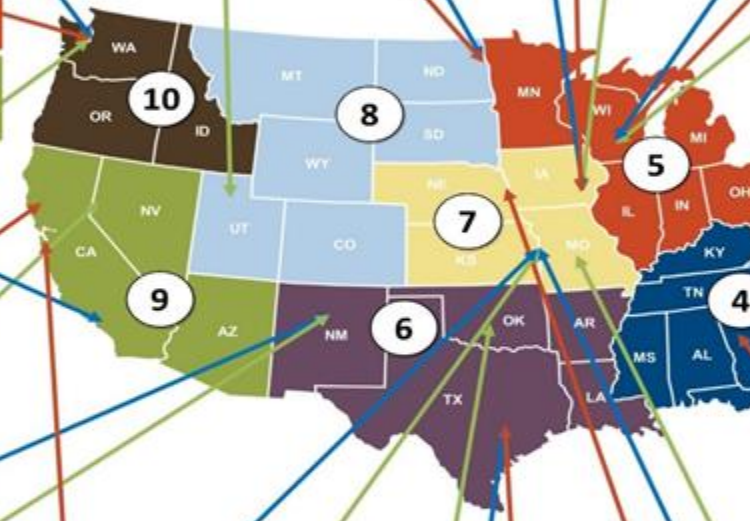 WA
MT
ND
MN
WI
MI
10
8
OR
ID
SD
5
WY
IA
NE
NV
7
IL
IN
OH
UT
CO
MO
KY
CA
KS
TN
4
9
6
AZ
NM
OK
AR
MS
AL
TX
LA